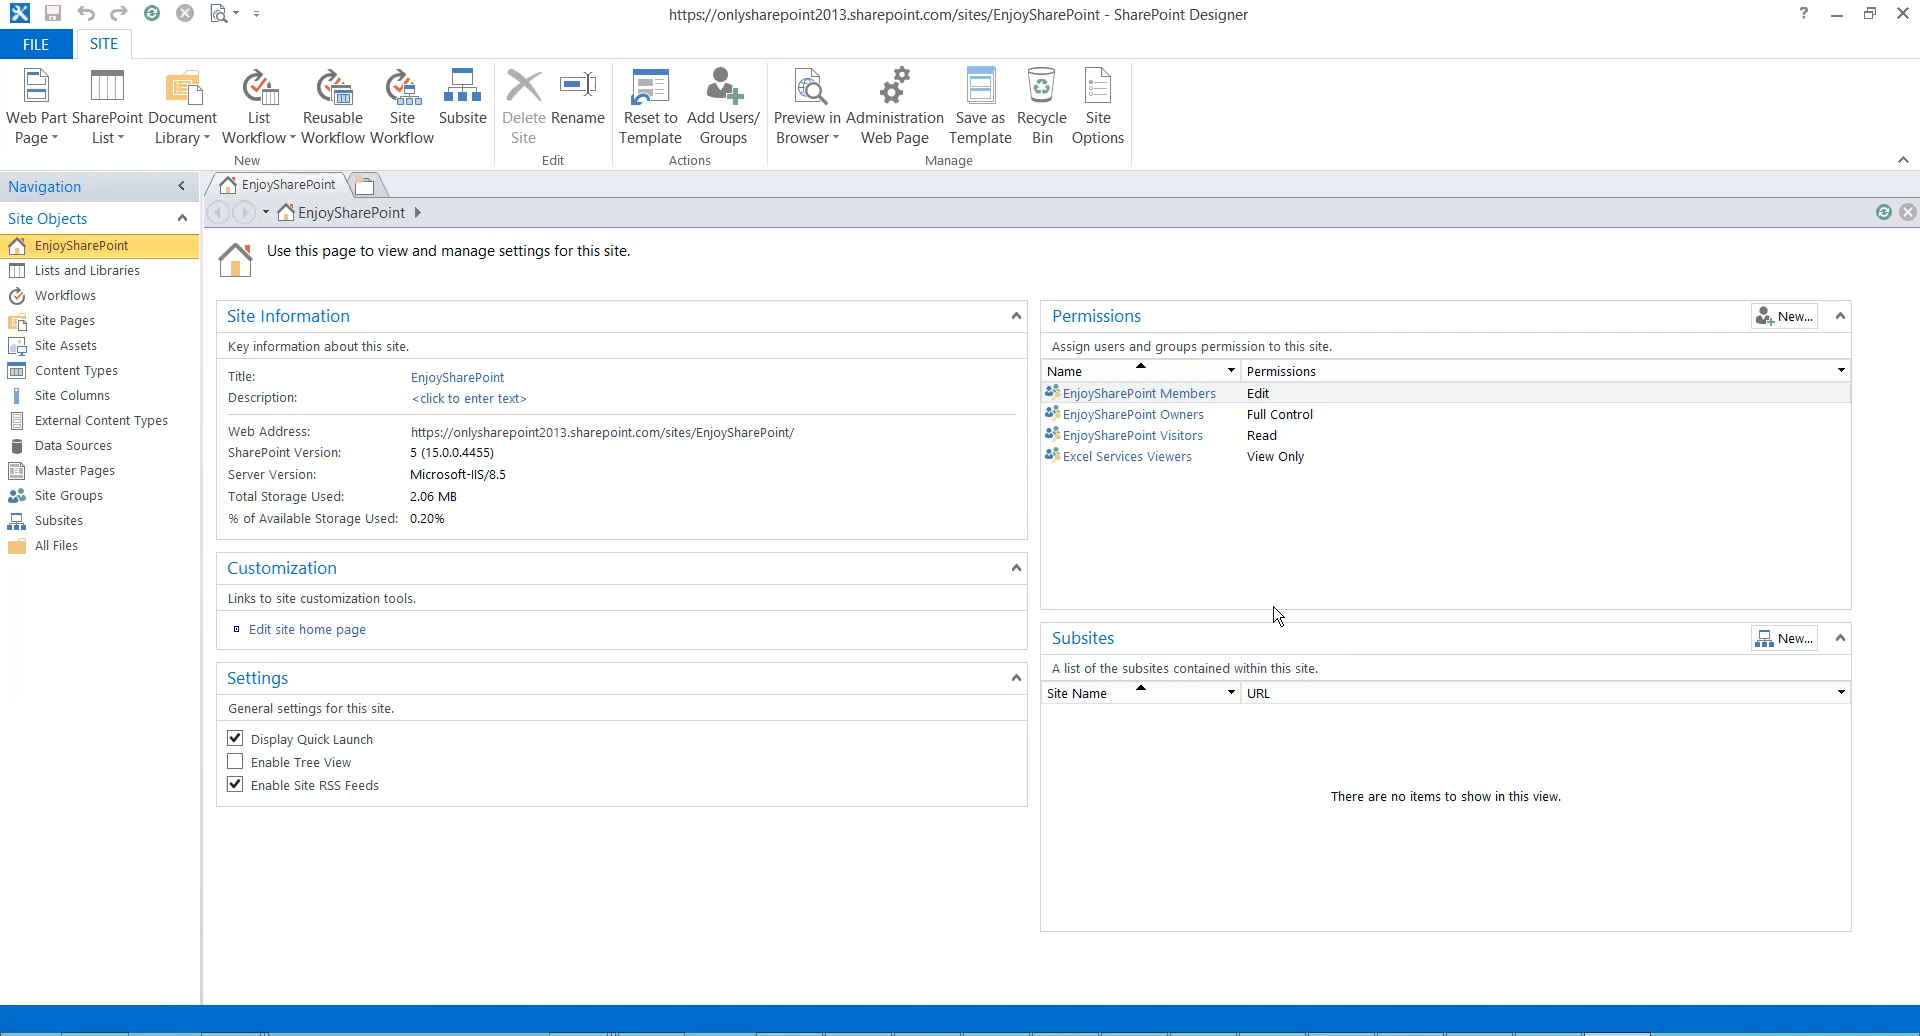 https://onlysharepoint2013.sharepoint.com/sites/EnjoySharePoint - SharePoint Designer
?
FILE
SITE
Web Part Page
SharePoint List
Document Library
List Workflow
Reusable Workflow
Site Workflow
Subsite
Delete Site
Rename
Reset to Template
Add Users/ Groups
Preview in Browser
Administration Web Page
Save as Template
Recycle Bin
Site Options
New
Edit
Actions
Manage
Navigation
Site Objects
EnjoySharePoint
Lists and Libraries
Workflows
Site Pages
Site Assets
Content Types
Site Columns
External Content Types
Data Sources
Master Pages
Site Groups
Subsites
All Files
EnjoySharePoint
EnjoySharePoint
Use this page to view and manage settings for this site.
Site Information
Key information about this site.
Title: EnjoySharePoint
Description: <click to enter text>
Web Address: https://onlysharepoint2013.sharepoint.com/sites/EnjoySharePoint/
SharePoint Version: 5 (15.0.0.4455)
Server Version: Microsoft-IIS/8.5
Total Storage Used: 2.06 MB
% of Available Storage Used: 0.20%
Customization
Links to site customization tools.
Edit site home page
Settings
General settings for this site.
Display Quick Launch
Enable Tree View
Enable Site RSS Feeds
Permissions
New...
Assign users and groups permission to this site.
Name Permissions
EnjoySharePoint Members Edit
EnjoySharePoint Owners Full Control
EnjoySharePoint Visitors Read
Excel Services Viewers View Only
Subsites
New...
A list of the subsites contained within this site.
Site Name URL
There are no items to show in this view.